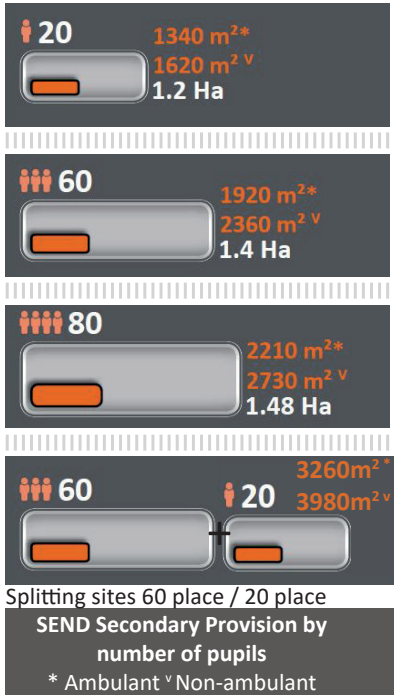 20
1340 m²*
1620 m² ᵛ
1.2 Ha
60
1920 m²*
2360 m² ᵛ
1.4 Ha
80
2210 m²*
2730 m² ᵛ
1.48 Ha
3260m² *
60
20 3980m² ᵛ
+
Splitting sites 60 place / 20 place
SEND Secondary Provision by
number of pupils
* Ambulant ᵛ Non-ambulant